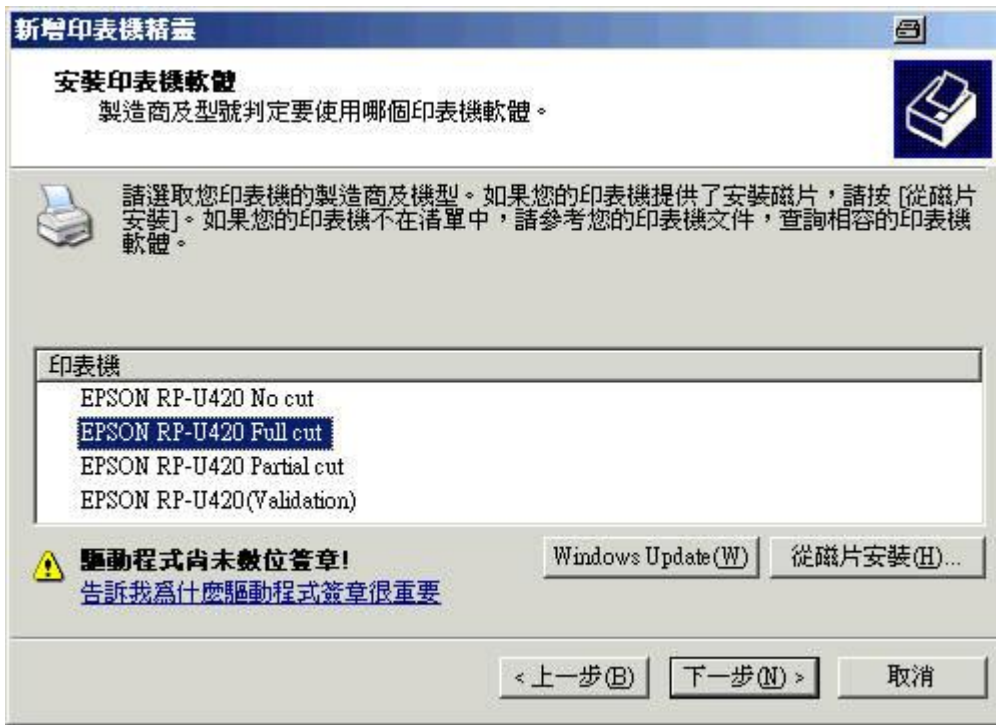 新增印表機精靈
安裝印表機軟體
製造商及型號判定要使用哪個印表機軟體。
請選取您印表機的製造商及機型。如果您的印表機提供了安裝磁片，請按 [從磁片
安裝]。如果您的印表機不在清單中，請參考您的印表機文件，查詢相容的印表機
軟體。
印表機
EPSON RP-U420 No cut
EPSON RP-U420 Full cut
EPSON RP-U420 Partial cut
EPSON RP-U420(Validation)
驅動程式尚未數位簽章!
告訴我爲什麼驅動程式簽章很重要
Windows Update(W)
從磁片安裝(H)...
<上一步(B)
下一步(N)>
取消